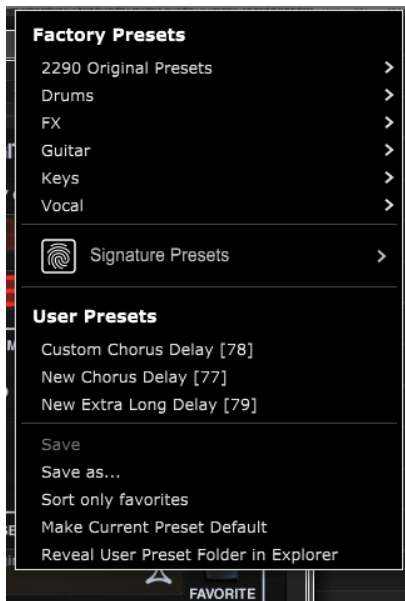 Factory Presets
2290 Original Presets
Drums
FX
Guitar
Keys
Vocal
Signature Presets
User Presets
Custom Chorus Delay [78]
New Chorus Delay [77]
New Extra Long Delay [79]
Save
Save as...
Sort only favorites
Make Current Preset Default
Reveal User Preset Folder in Explorer
FAVORITE